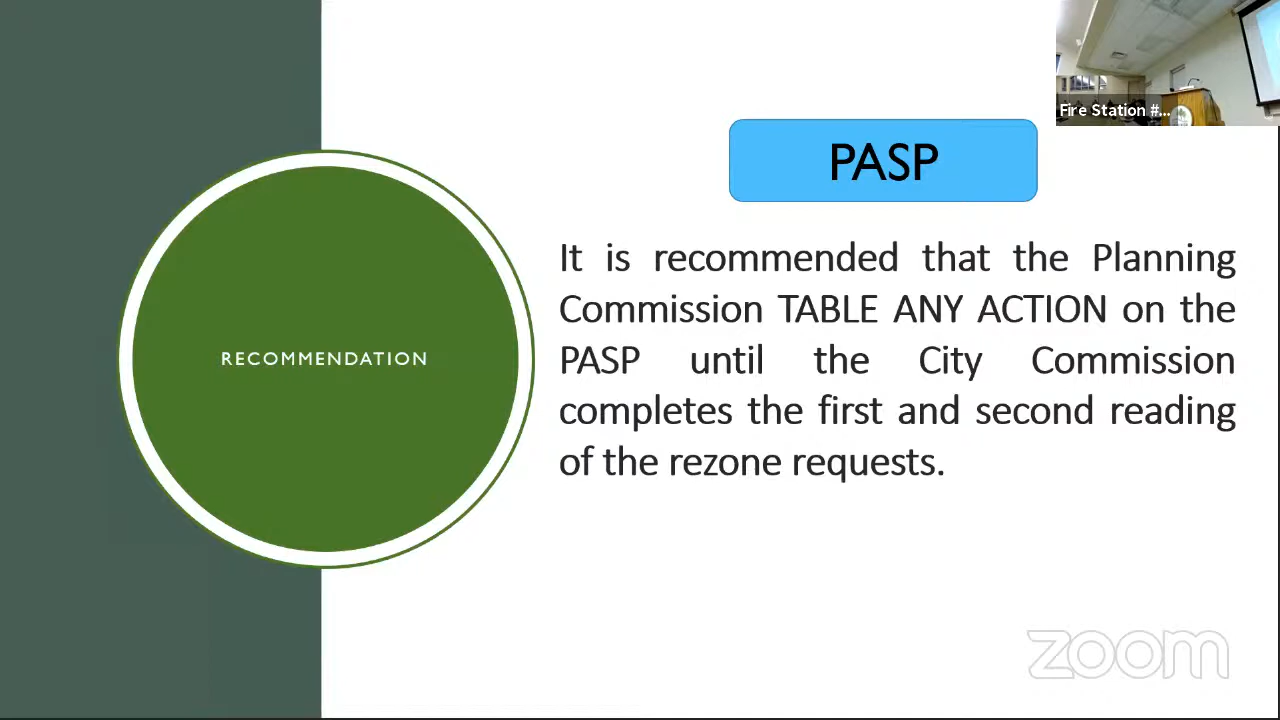 Fire Station #...
PASP
It is recommended that the Planning
Commission TABLE ANY ACTION on the
PASP until the City Commission
completes the first and second reading
of the rezone requests.
RECOMMENDATION
zoom